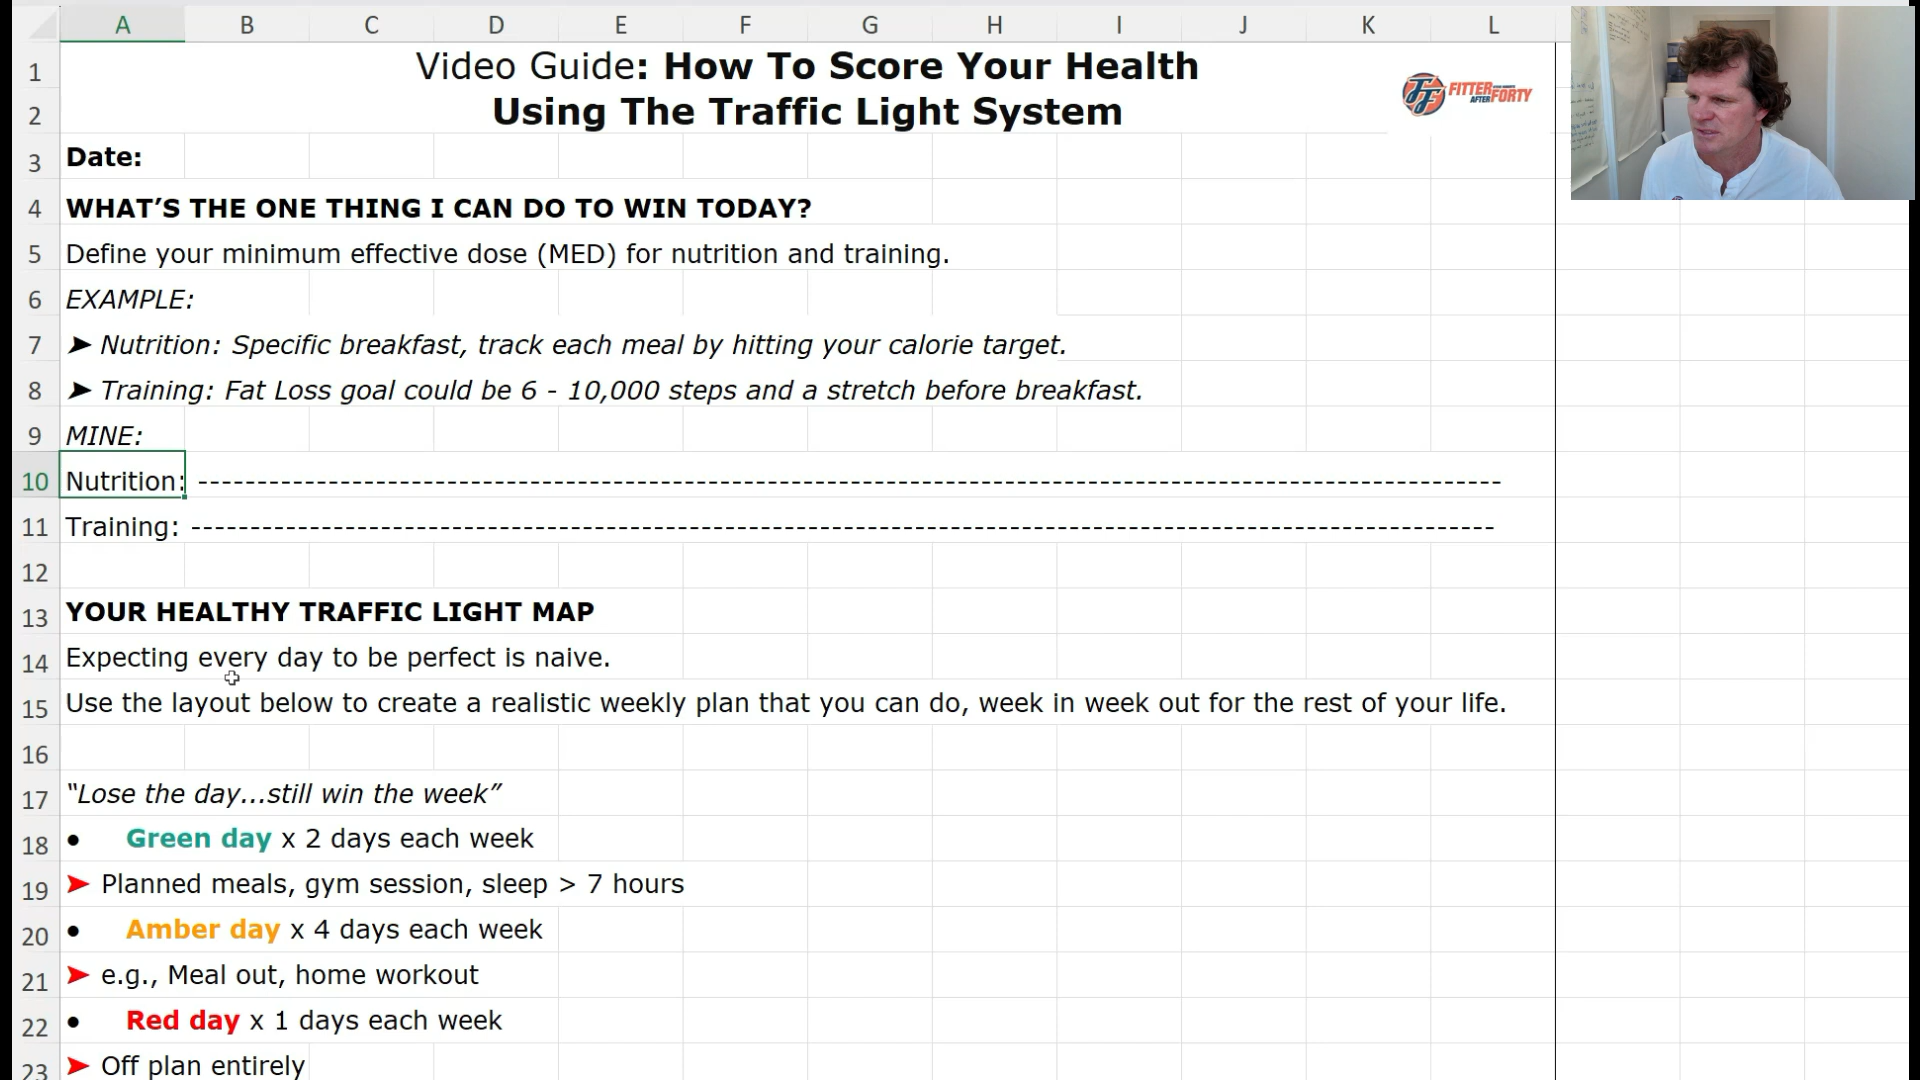 A B C D E F G H I J K L
1 Video Guide: How To Score Your Health
2 Using The Traffic Light System
FITTER AFTER FORTY
3 Date:
4 WHAT’S THE ONE THING I CAN DO TO WIN TODAY?
5 Define your minimum effective dose (MED) for nutrition and training.
6 EXAMPLE:
7 ➤ Nutrition: Specific breakfast, track each meal by hitting your calorie target.
8 ➤ Training: Fat Loss goal could be 6 - 10,000 steps and a stretch before breakfast.
9 MINE:
10 Nutrition: --------------------------------------------------------------------------------------------------------------
11 Training: --------------------------------------------------------------------------------------------------------------
12
13 YOUR HEALTHY TRAFFIC LIGHT MAP
14 Expecting every day to be perfect is naive.
15 Use the layout below to create a realistic weekly plan that you can do, week in week out for the rest of your life.
16
17 “Lose the day...still win the week”
18 ● Green day x 2 days each week
19 ➤ Planned meals, gym session, sleep > 7 hours
20 ● Amber day x 4 days each week
21 ➤ e.g., Meal out, home workout
22 ● Red day x 1 days each week
23 ➤ Off plan entirely